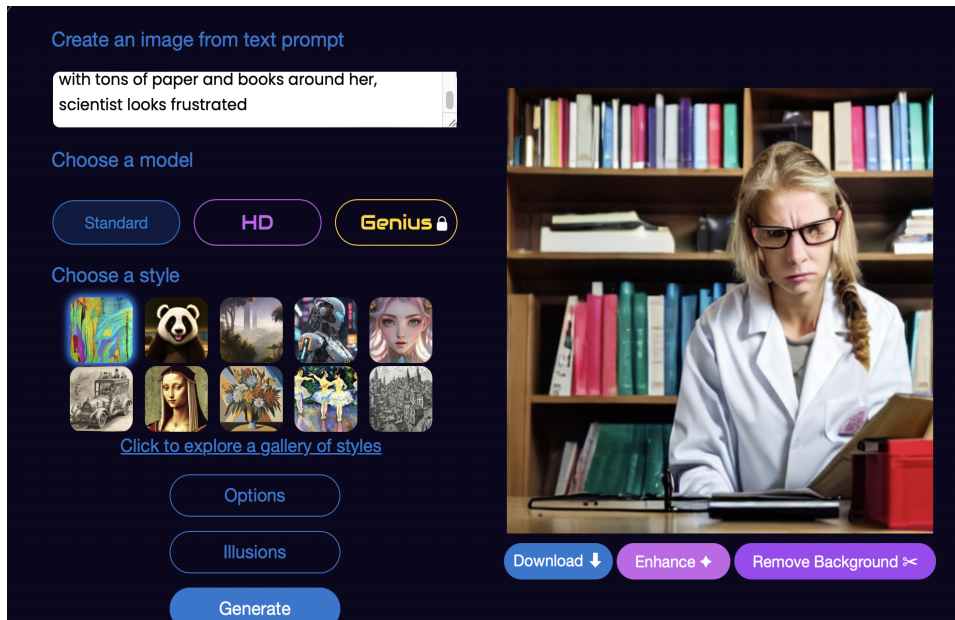 Create an image from text prompt
with tons of paper and books around her,
scientist looks frustrated
Choose a model
Standard
HD
Genius
Choose a style
Click to explore a gallery of styles
Options
Illusions
Generate
Download
Enhance
Remove Background